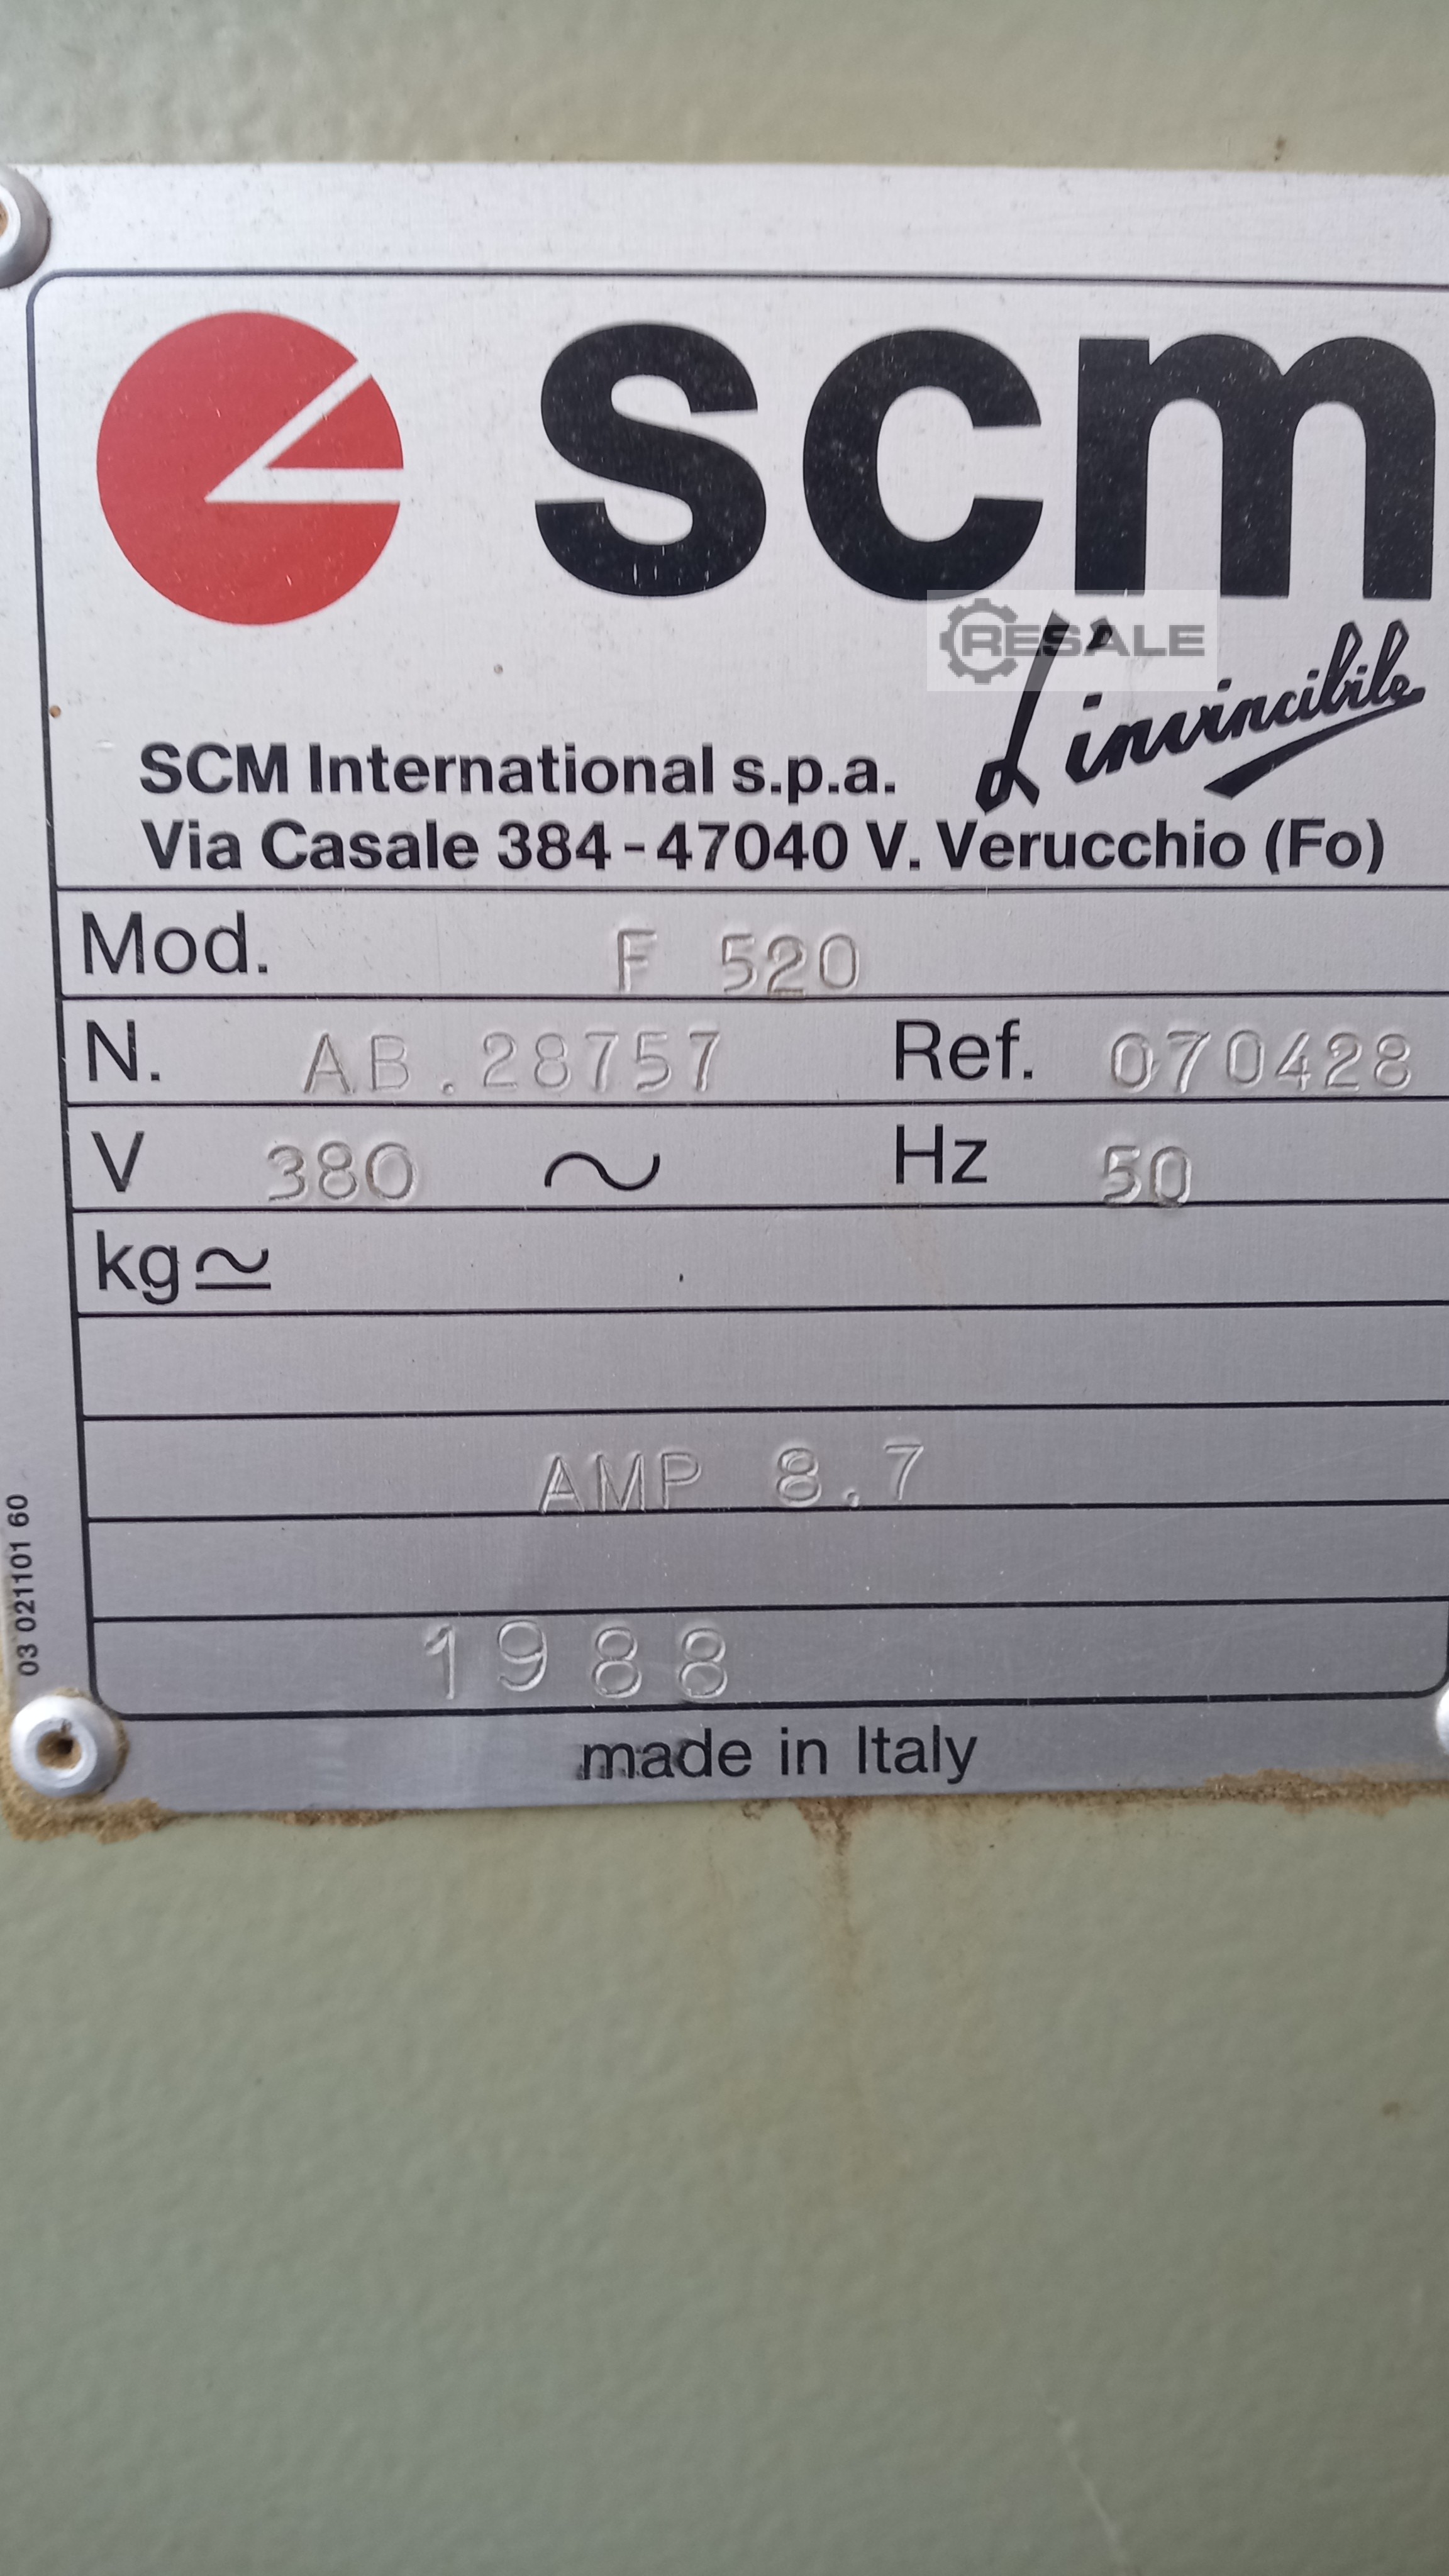 scm
RESALE
L'invincibile
SCM International s.p.a.
Via Casale 384-47040 V. Verucchio (Fo)
Mod. F 520
N. AB.28757 Ref. 070428
V 380 ~ Hz 50
kg≃
AMP 8.7
1988
made in Italy
03 021101 60